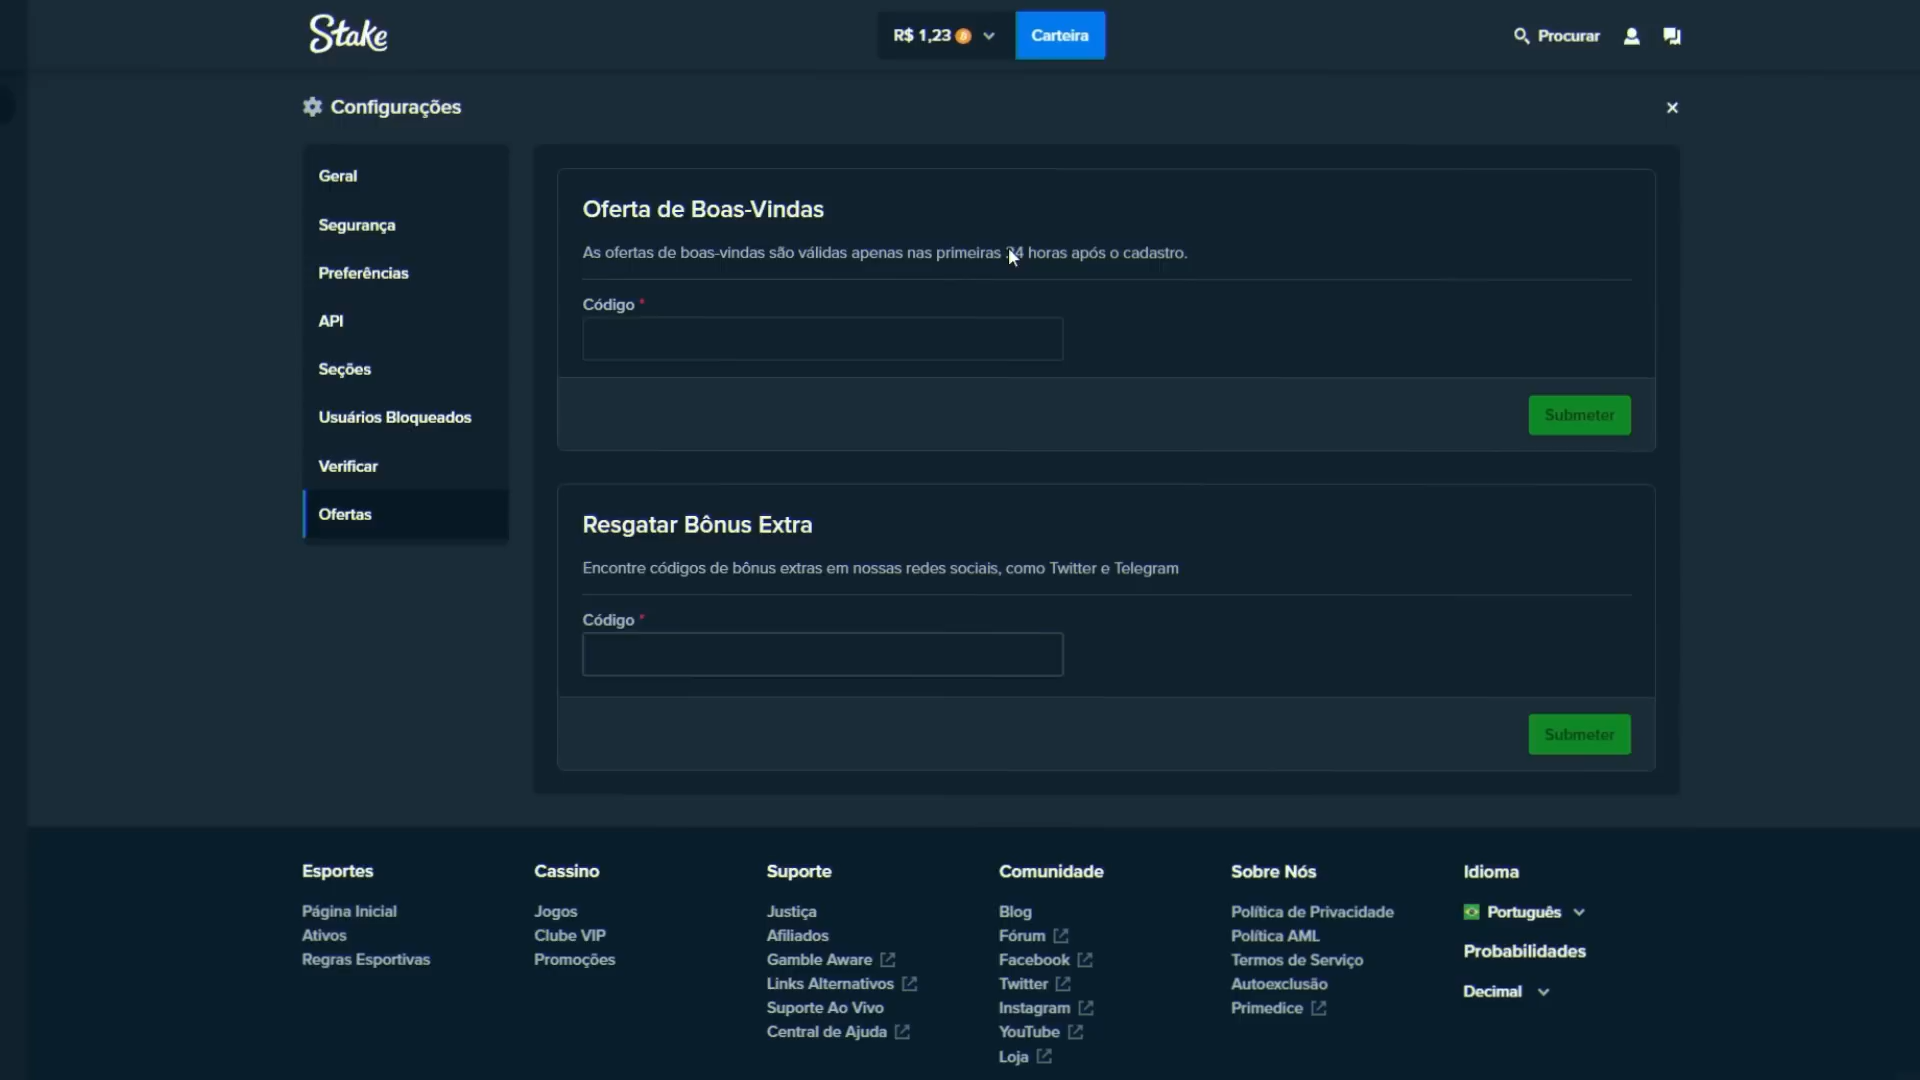 Stake
R$ 1,23
Carteira
Procurar
Configurações
Geral
Segurança
Preferências
API
Seções
Usuários Bloqueados
Verificar
Ofertas
Oferta de Boas-Vindas
As ofertas de boas-vindas são válidas apenas nas primeiras 24 horas após o cadastro.
Código *
Submeter
Resgatar Bônus Extra
Encontre códigos de bônus extras em nossas redes sociais, como Twitter e Telegram
Código *
Submeter
Esportes
Página Inicial
Ativos
Regras Esportivas
Cassino
Jogos
Clube VIP
Promoções
Suporte
Justiça
Afiliados
Gamble Aware
Links Alternativos
Suporte Ao Vivo
Central de Ajuda
Comunidade
Blog
Fórum
Facebook
Twitter
Instagram
YouTube
Loja
Sobre Nós
Política de Privacidade
Política AML
Termos de Serviço
Autoexclusão
Primedice
Idioma
Português
Probabilidades
Decimal